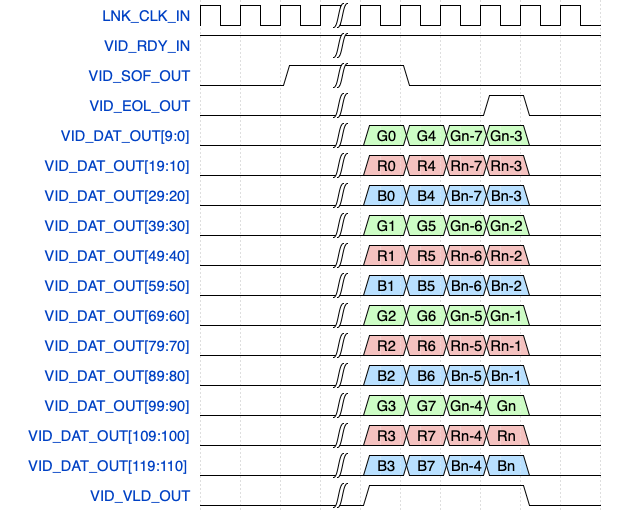 LNK_CLK_IN
VID_RDY_IN
VID_SOF_OUT
VID_EOL_OUT
VID_DAT_OUT[9:0] G0 G4 Gn-7 Gn-3
VID_DAT_OUT[19:10] R0 R4 Rn-7 Rn-3
VID_DAT_OUT[29:20] B0 B4 Bn-7 Bn-3
VID_DAT_OUT[39:30] G1 G5 Gn-6 Gn-2
VID_DAT_OUT[49:40] R1 R5 Rn-6 Rn-2
VID_DAT_OUT[59:50] B1 B5 Bn-6 Bn-2
VID_DAT_OUT[69:60] G2 G6 Gn-5 Gn-1
VID_DAT_OUT[79:70] R2 R6 Rn-5 Rn-1
VID_DAT_OUT[89:80] B2 B6 Bn-5 Bn-1
VID_DAT_OUT[99:90] G3 G7 Gn-4 Gn
VID_DAT_OUT[109:100] R3 R7 Rn-4 Rn
VID_DAT_OUT[119:110] B3 B7 Bn-4 Bn
VID_VLD_OUT